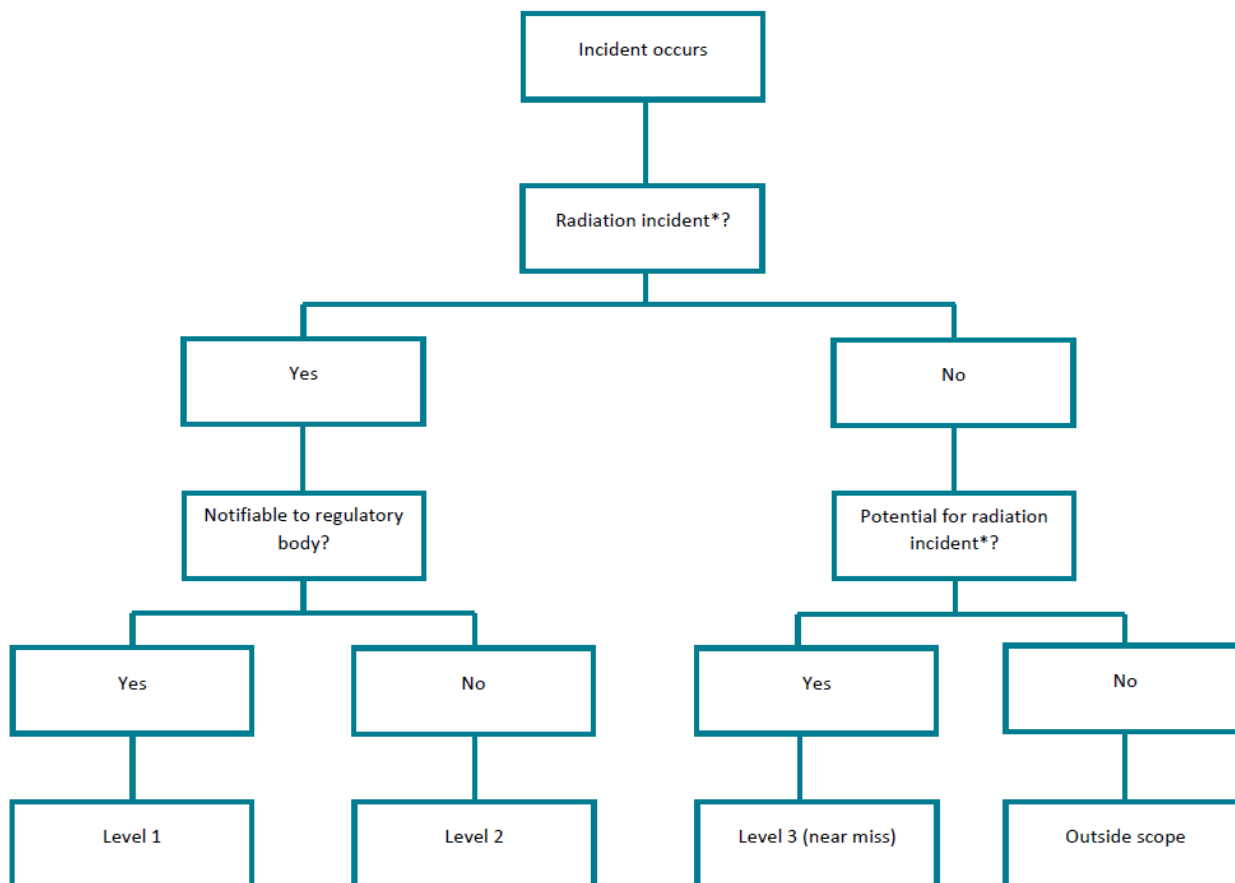 Incident occurs
Radiation incident*?
Yes
No
Notifiable to regulatory
body?
Potential for radiation
incident*?
Yes
No
Yes
No
Level 1
Level 2
Level 3 (near miss)
Outside scope